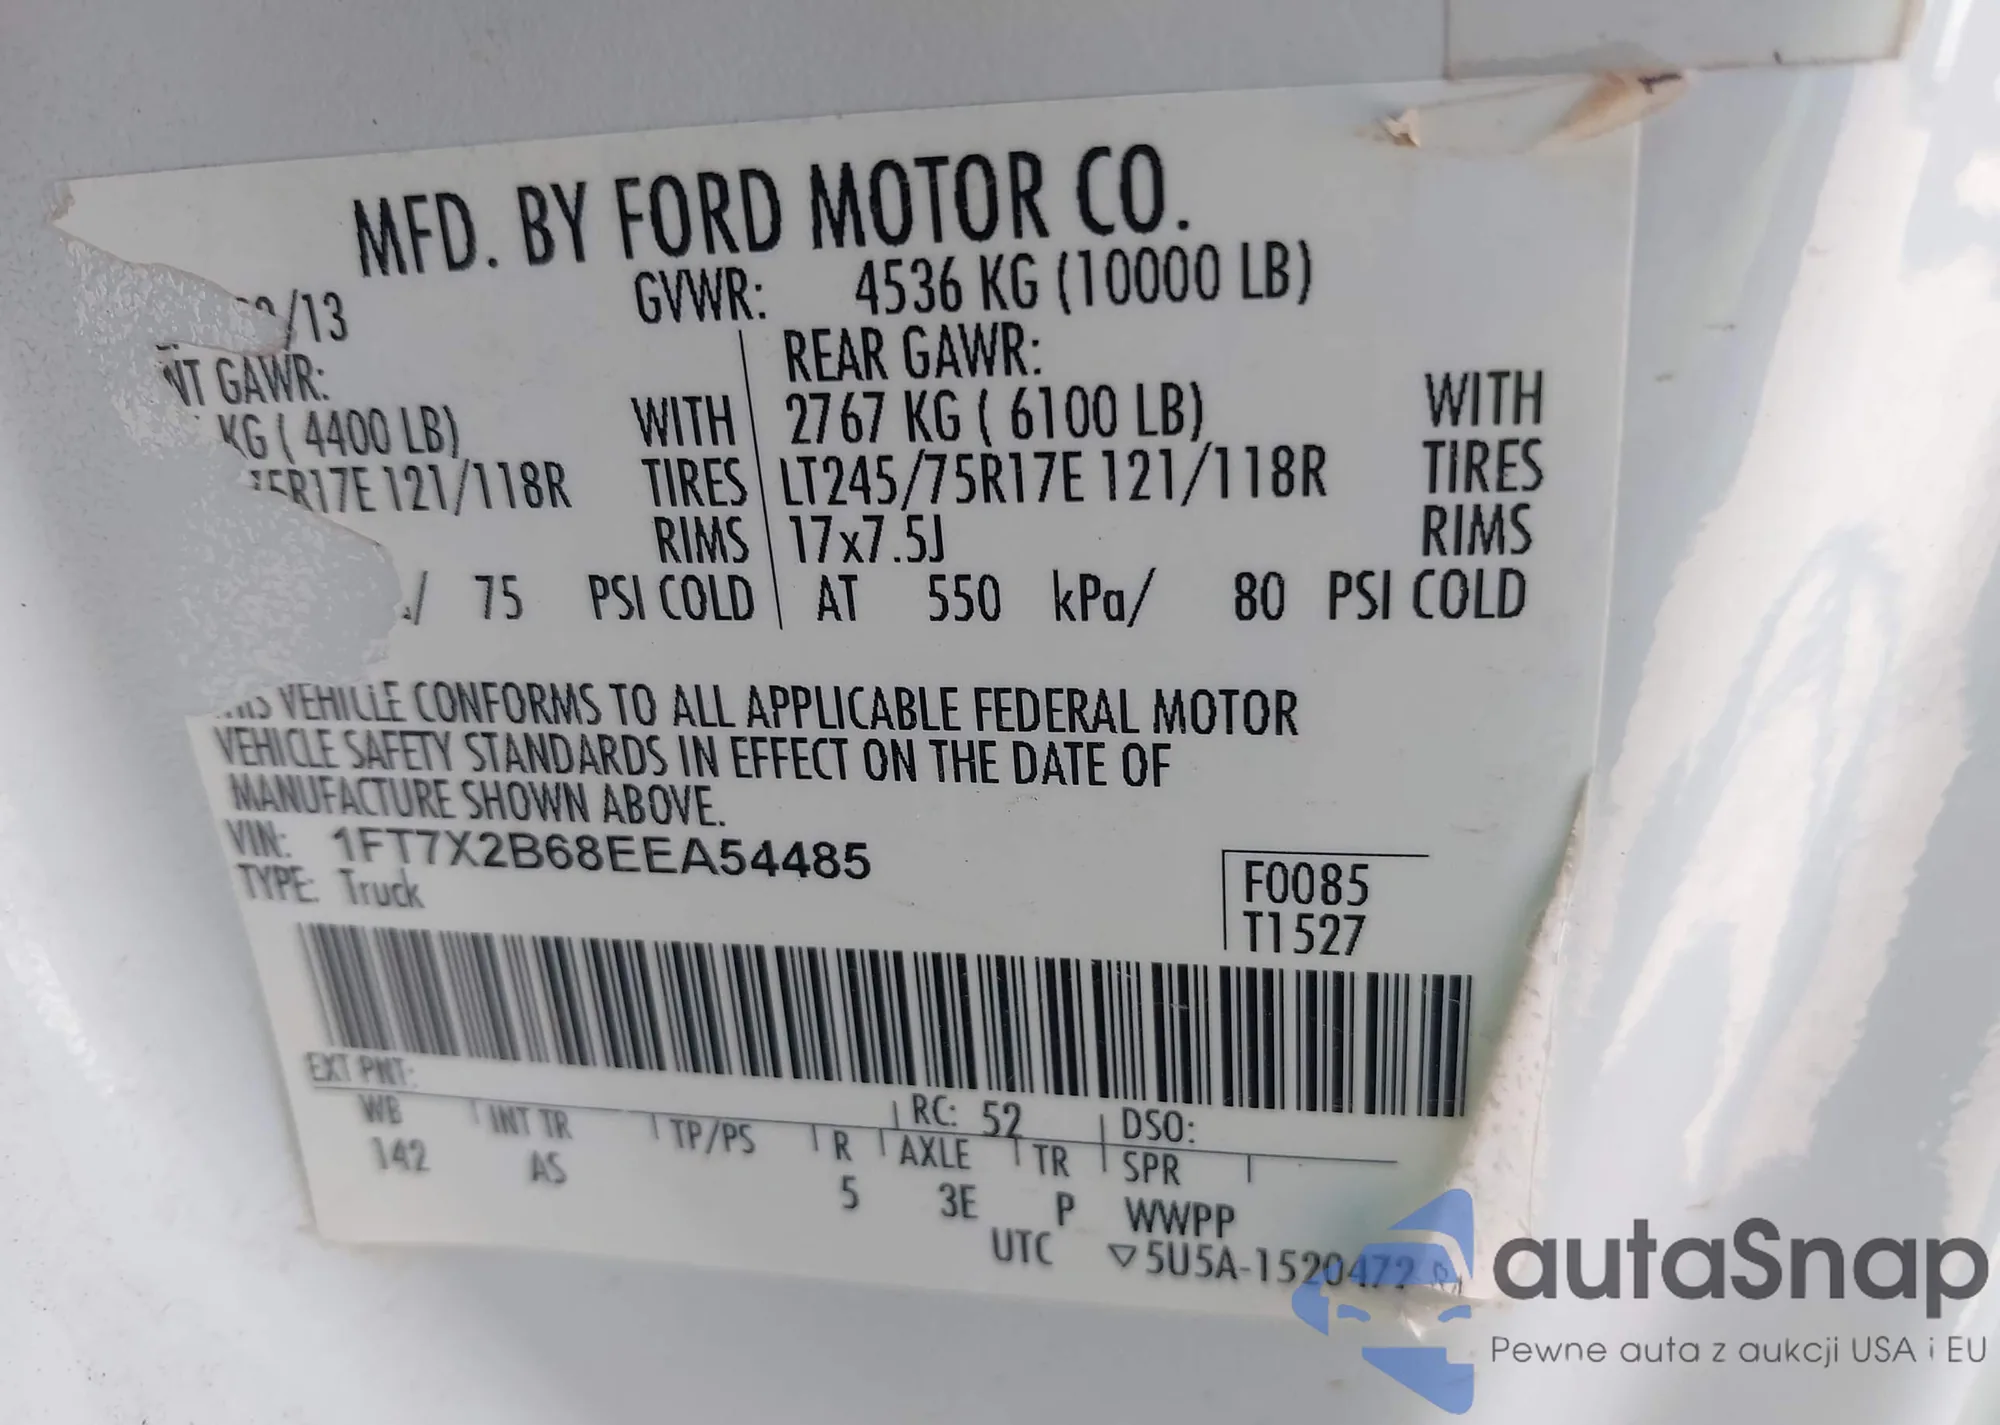 MFD. BY FORD MOTOR CO.
/13 GVWR: 4536 KG (10000 LB)
GAWR: REAR GAWR:
KG ( 4400 LB) WITH 2767 KG ( 6100 LB) WITH
R17E 121/118R TIRES LT245/75R17E 121/118R TIRES
RIMS 17x7.5J RIMS
/ 75 PSI COLD AT 550 kPa/ 80 PSI COLD
VEHICLE CONFORMS TO ALL APPLICABLE FEDERAL MOTOR
VEHICLE SAFETY STANDARDS IN EFFECT ON THE DATE OF
MANUFACTURE SHOWN ABOVE.
VIN: 1FT7X2B68EEA54485
TYPE: Truck
F0085
T1527
EXT PNT: RC: 52 DSO:
WB INT TR TP/PS R AXLE TR SPR
142 AS 5 3E P WWPP
UTC ▽5U5A-1520472
autaSnap
Pewne auta z aukcji USA i EU